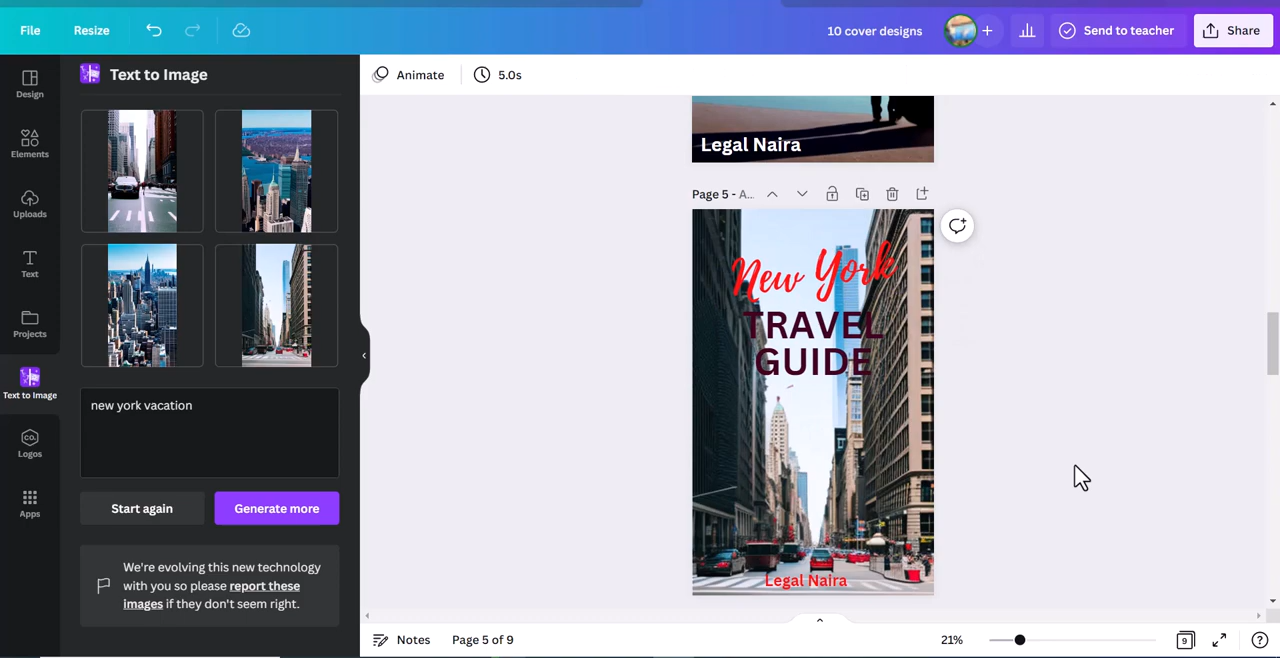 File
Resize
10 cover designs
Send to teacher
Share
Design
Elements
Uploads
Text
Projects
Text to Image
Logos
Apps
CO.
Text to Image
new york vacation
Start again
Generate more
We're evolving this new technology
with you so please report these
images if they don't seem right.
Animate
5.0s
Legal Naira
Page 5 - A...
New York
TRAVEL
GUIDE
Legal Naira
Notes
Page 5 of 9
21%
9